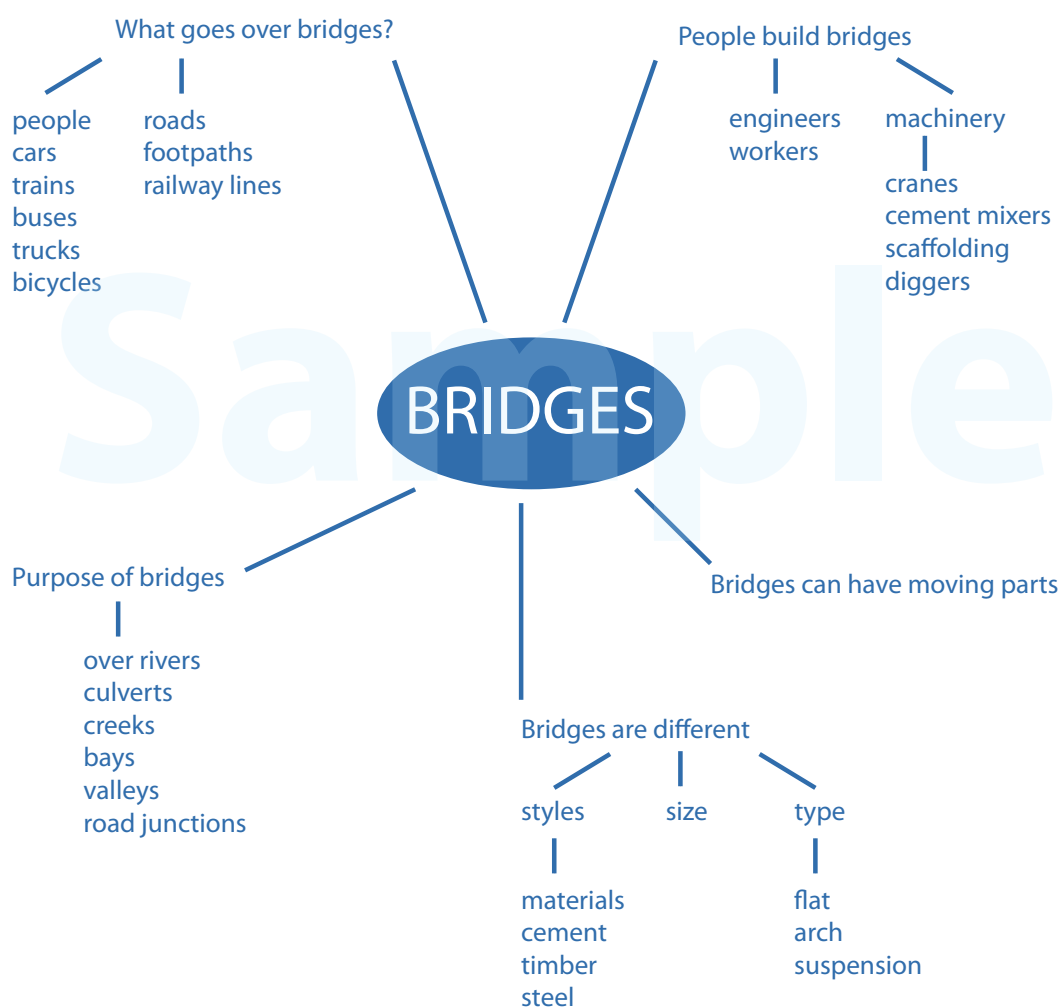 What goes over bridges?
people
cars
trains
buses
trucks
bicycles
roads
footpaths
railway lines
People build bridges
engineers
workers
machinery
cranes
cement mixers
scaffolding
diggers
Sample
BRIDGES
Purpose of bridges
over rivers
culverts
creeks
bays
valleys
road junctions
Bridges can have moving parts
Bridges are different
styles
materials
cement
timber
steel
size
type
flat
arch
suspension